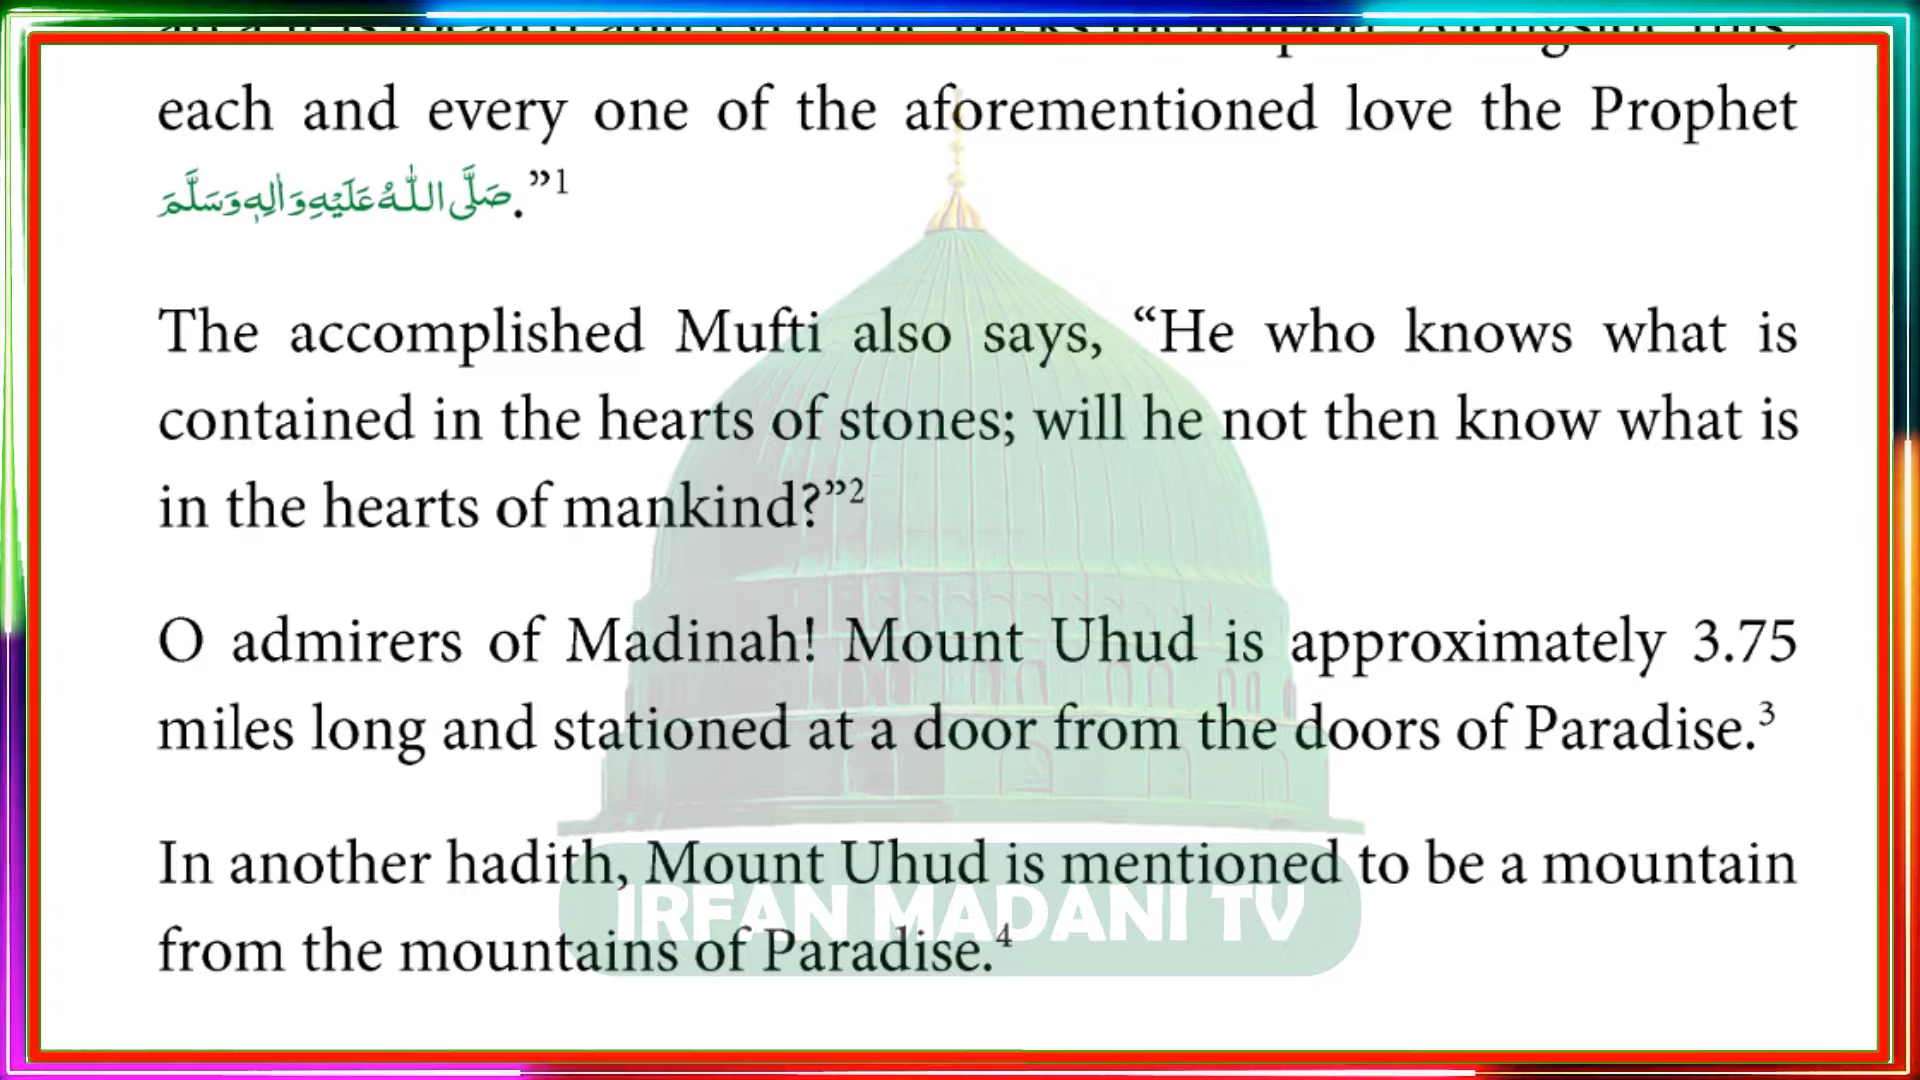 each and every one of the aforementioned love the Prophet
صَلَّى اللّٰهُ عَلَيْهِ وَاٰلِهٖ وَسَلَّمَ.”1
The accomplished Mufti also says, “He who knows what is
contained in the hearts of stones; will he not then know what is
in the hearts of mankind?”2
O admirers of Madinah! Mount Uhud is approximately 3.75
miles long and stationed at a door from the doors of Paradise.3
In another hadith, Mount Uhud is mentioned to be a mountain
IRFAN MADANI TV
from the mountains of Paradise.4